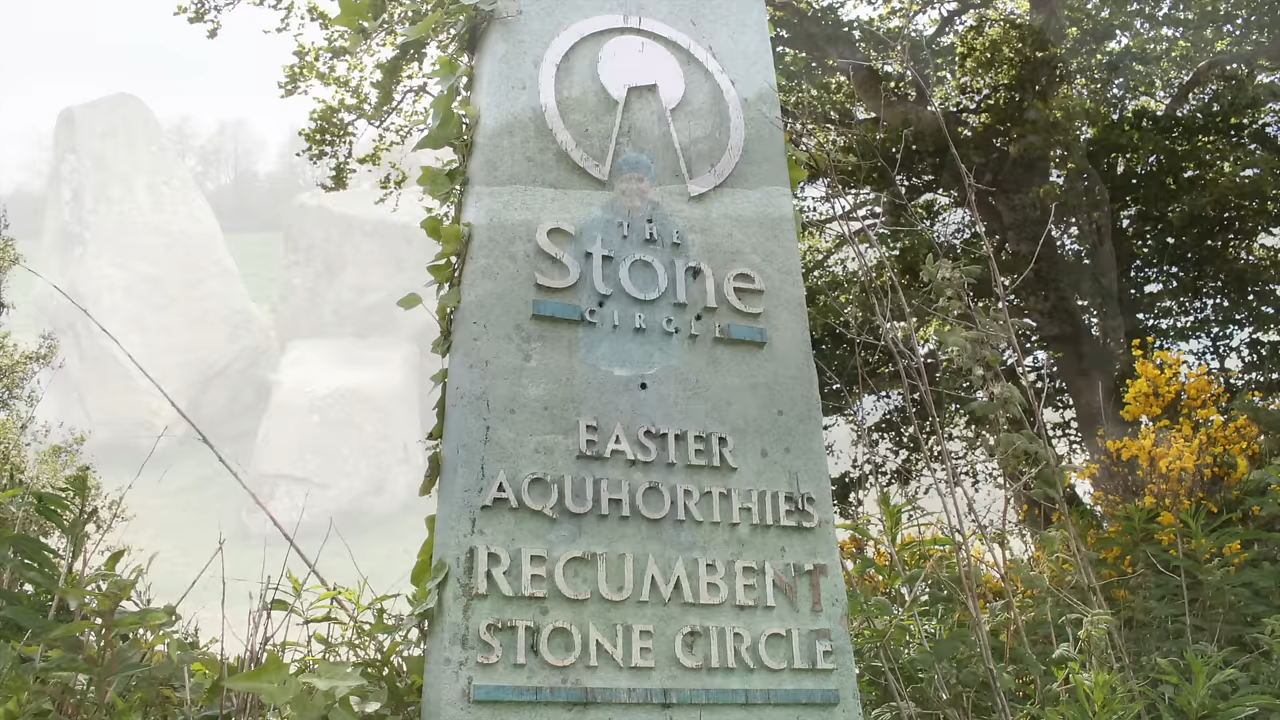 THE
Stone
CIRCLE
EASTER
AQUHORTHIES
RECUMBENT
STONE CIRCLE